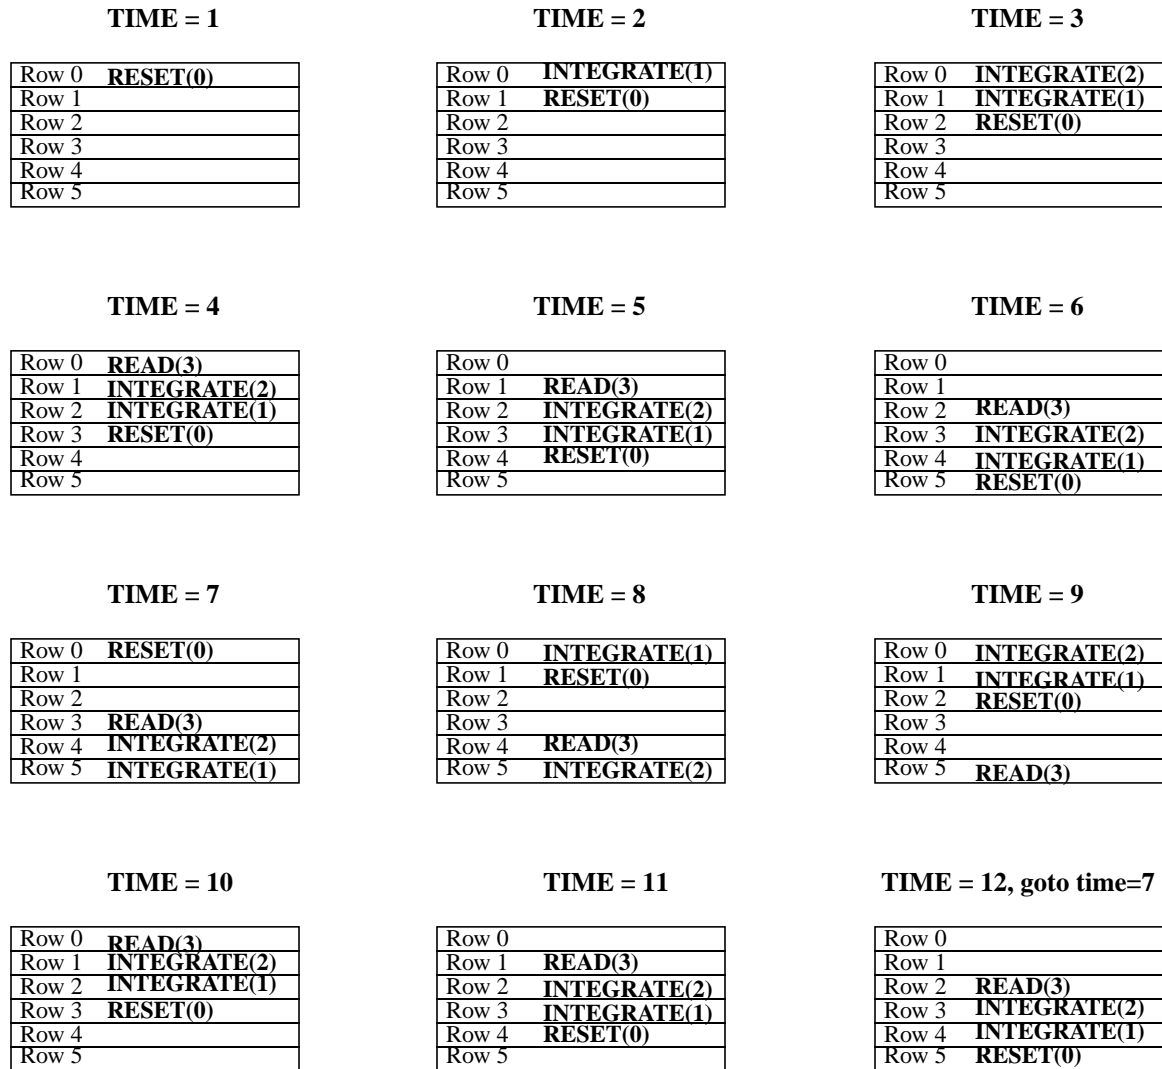 TIME = 1
Row 0 RESET(0)
Row 1
Row 2
Row 3
Row 4
Row 5
TIME = 2
Row 0 INTEGRATE(1)
Row 1 RESET(0)
Row 2
Row 3
Row 4
Row 5
TIME = 3
Row 0 INTEGRATE(2)
Row 1 INTEGRATE(1)
Row 2 RESET(0)
Row 3
Row 4
Row 5
TIME = 4
Row 0 READ(3)
Row 1 INTEGRATE(2)
Row 2 INTEGRATE(1)
Row 3 RESET(0)
Row 4
Row 5
TIME = 5
Row 0
Row 1 READ(3)
Row 2 INTEGRATE(2)
Row 3 INTEGRATE(1)
Row 4 RESET(0)
Row 5
TIME = 6
Row 0
Row 1
Row 2 READ(3)
Row 3 INTEGRATE(2)
Row 4 INTEGRATE(1)
Row 5 RESET(0)
TIME = 7
Row 0 RESET(0)
Row 1
Row 2
Row 3 READ(3)
Row 4 INTEGRATE(2)
Row 5 INTEGRATE(1)
TIME = 8
Row 0 INTEGRATE(1)
Row 1 RESET(0)
Row 2
Row 3
Row 4 READ(3)
Row 5 INTEGRATE(2)
TIME = 9
Row 0 INTEGRATE(2)
Row 1 INTEGRATE(1)
Row 2 RESET(0)
Row 3
Row 4
Row 5 READ(3)
TIME = 10
Row 0 READ(3)
Row 1 INTEGRATE(2)
Row 2 INTEGRATE(1)
Row 3 RESET(0)
Row 4
Row 5
TIME = 11
Row 0
Row 1 READ(3)
Row 2 INTEGRATE(2)
Row 3 INTEGRATE(1)
Row 4 RESET(0)
Row 5
TIME = 12, goto time=7
Row 0
Row 1
Row 2 READ(3)
Row 3 INTEGRATE(2)
Row 4 INTEGRATE(1)
Row 5 RESET(0)